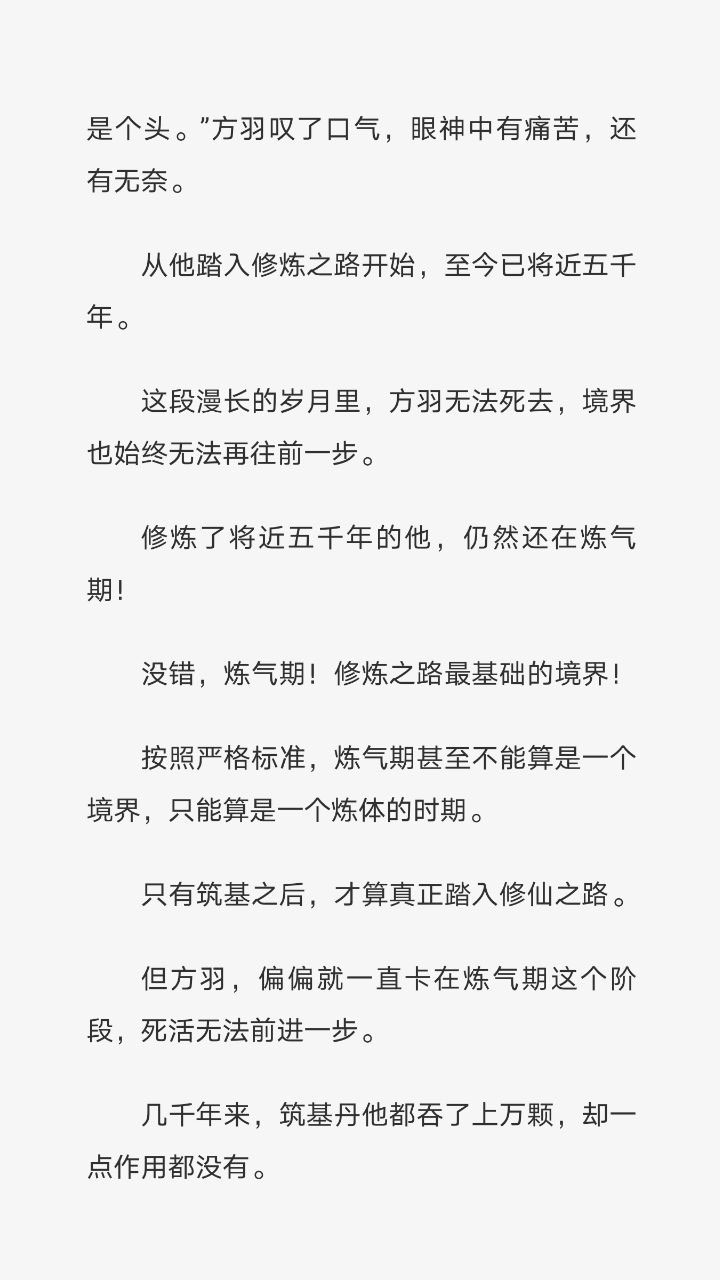 是个头。”方羽叹了口气，眼神中有痛苦，还
有无奈。
从他踏入修炼之路开始，至今已将近五千
年。
这段漫长的岁月里，方羽无法死去，境界
也始终无法再往前一步。
修炼了将近五千年的他，仍然还在炼气
期！
没错，炼气期！修炼之路最基础的境界！
按照严格标准，炼气期甚至不能算是一个
境界，只能算是一个炼体的时期。
只有筑基之后，才算真正踏入修仙之路。
但方羽，偏偏就一直卡在炼气期这个阶
段，死活无法前进一步。
几千年来，筑基丹他都吞了上万颗，却一
点作用都没有。